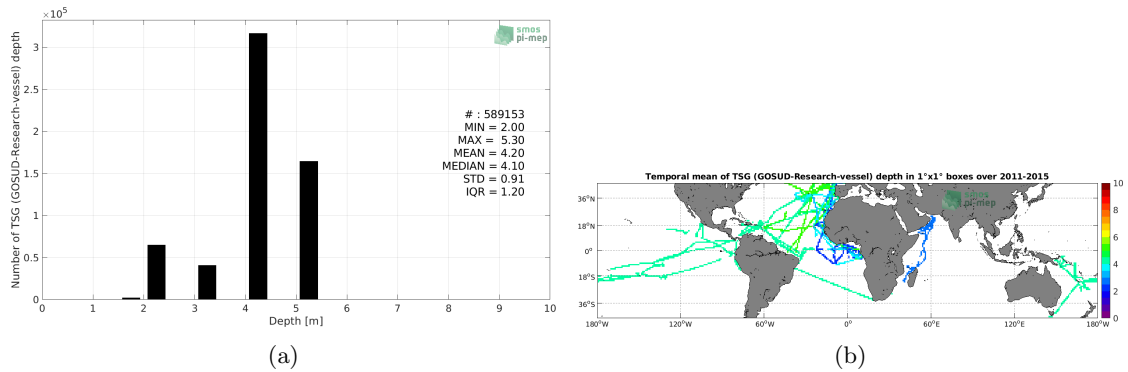 ×10⁵
smos
pi-mep
Number of TSG (GOSUD-Research-vessel) depth
3
2.5
2
1.5
1
0.5
0
# : 589153
MIN = 2.00
MAX = 5.30
MEAN = 4.20
MEDIAN = 4.10
STD = 0.91
IQR = 1.20
0 1 2 3 4 5 6 7 8 9 10
Depth [m]
(a)
Temporal mean of TSG (GOSUD-Research-vessel) depth in 1°x1° boxes over 2011-2015
smos
pi-mep
36°N
18°N
0°
18°S
36°S
180°W 120°W 60°W 0° 60°E 120°E 180°W
10
8
6
4
2
0
(b)